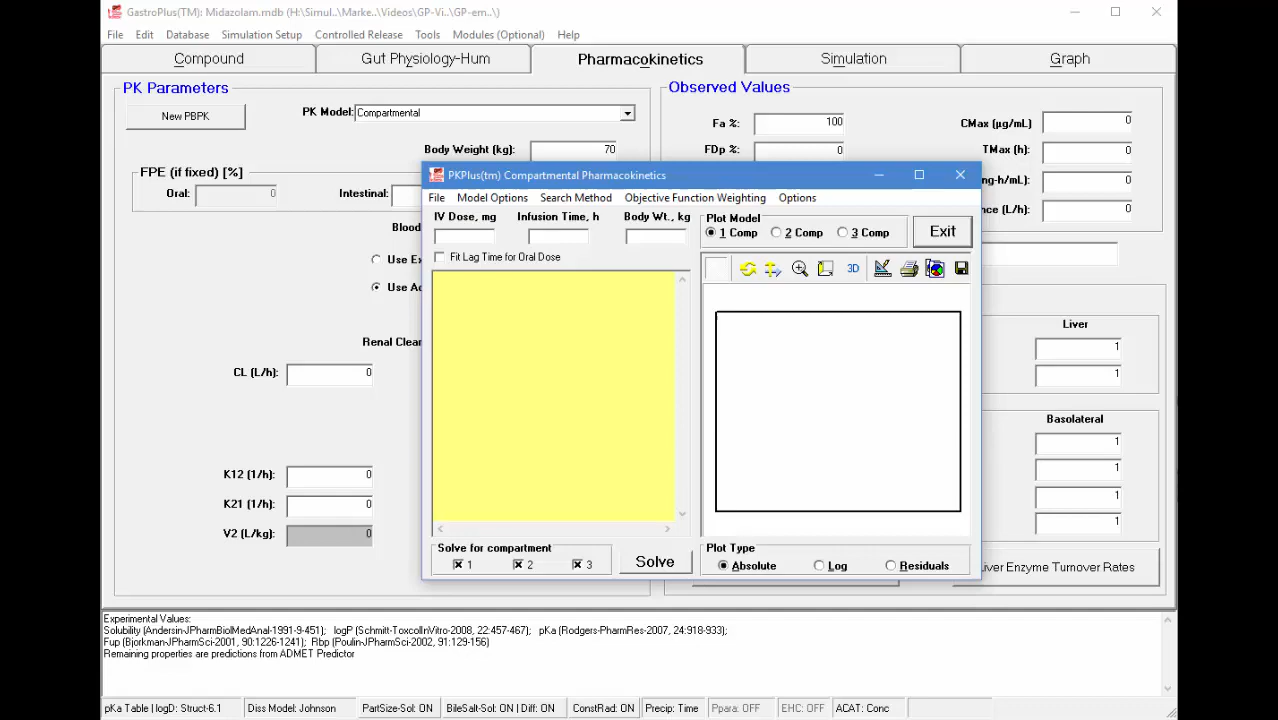 GastroPlus(TM): Midazolam.mdb (H:\Simul..\Marke..\Videos\GP-Vi..\GP-em..\)
File Edit Database Simulation Setup Controlled Release Tools Modules (Optional) Help
Compound Gut Physiology-Hum Pharmacokinetics Simulation Graph
PK Parameters
New PBPK
PK Model: Compartmental
Body Weight (kg): 70
FPE (if fixed) [%]
Oral: 0 Intestinal:
Blood
Use Ex
Use Ad
Renal Clear
CL (L/h): 0
K12 (1/h): 0
K21 (1/h): 0
V2 (L/kg): 0
Observed Values
Fa %: 100
FDp %: 0
CMax (µg/mL) 0
TMax (h): 0
ng-h/mL): 0
nce (L/h): 0
Liver
1
1
Basolateral
1
1
1
1
Liver Enzyme Turnover Rates
PKPlus(tm) Compartmental Pharmacokinetics
File Model Options Search Method Objective Function Weighting Options
IV Dose, mg Infusion Time, h Body Wt., kg
Fit Lag Time for Oral Dose
Plot Model
1 Comp 2 Comp 3 Comp
Exit
3D
Solve for compartment
1 2 3
Solve
Plot Type
Absolute Log Residuals
Experimental Values:
Solubility (Andersin-JPharmBiolMedAnal-1991-9-451); logP (Schmitt-ToxcolInVitro-2008, 22:457-467); pKa (Rodgers-PharmRes-2007, 24:918-933);
Fup (Bjorkman-JPharmSci-2001, 90:1226-1241); Rbp (Poulin-JPharmSci-2002, 91:129-156)
Remaining properties are predictions from ADMET Predictor
pKa Table | logD: Struct-6.1 Diss Model: Johnson PartSize-Sol: ON BileSalt-Sol: ON | Diff: ON ConstRad: ON Precip: Time Ppara: OFF EHC: OFF ACAT: Conc